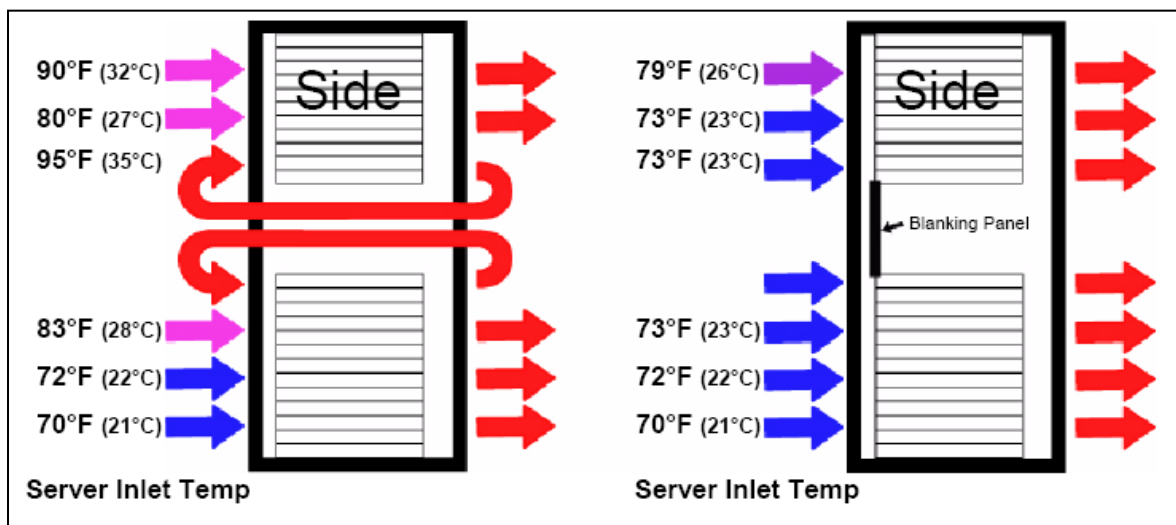 90°F (32°C)
80°F (27°C)
95°F (35°C)
Side
83°F (28°C)
72°F (22°C)
70°F (21°C)
Server Inlet Temp
79°F (26°C)
73°F (23°C)
73°F (23°C)
Side
Blanking Panel
73°F (23°C)
72°F (22°C)
70°F (21°C)
Server Inlet Temp